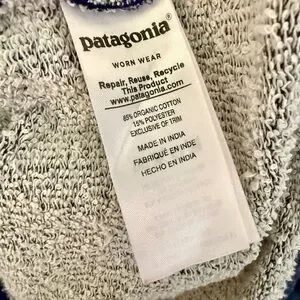 patagonia®
WORN WEAR
Repair, Reuse, Recycle
This Product
www.patagonia.com
85% ORGANIC COTTON
15% POLYESTER
EXCLUSIVE OF TRIM
MADE IN INDIA
FABRIQUÉ EN INDE
HECHO EN INDIA